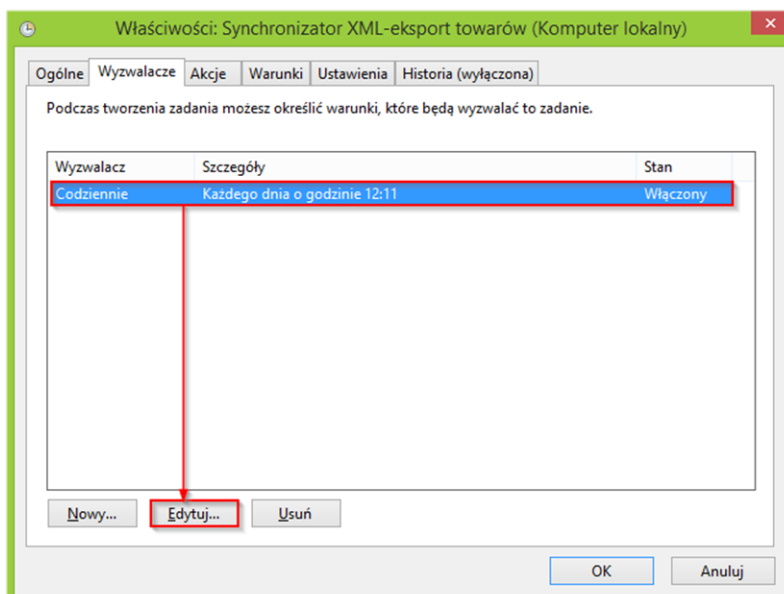 Właściwości: Synchronizator XML-eksport towarów (Komputer lokalny)
Ogólne Wyzwalacze Akcje Warunki Ustawienia Historia (wyłączona)
Podczas tworzenia zadania możesz określić warunki, które będą wyzwalać to zadanie.
Wyzwalacz Szczegóły Stan
Codziennie Każdego dnia o godzinie 12:11 Włączony
Nowy... Edytuj... Usuń
OK Anuluj